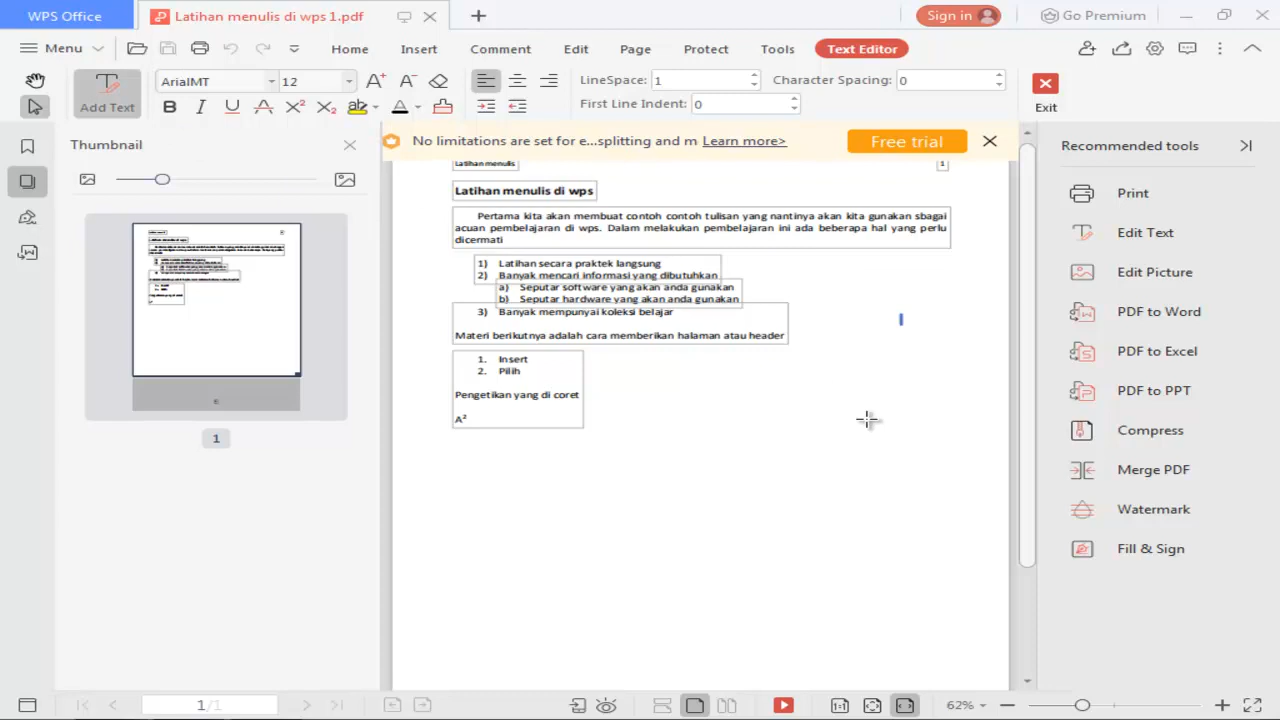 WPS Office
Latihan menulis di wps 1.pdf
Sign in
Go Premium
Menu
Home
Insert
Comment
Edit
Page
Protect
Tools
Text Editor
Add Text
ArialMT
12
LineSpace: 1
Character Spacing: 0
First Line Indent: 0
Exit
Thumbnail
No limitations are set for e...splitting and m Learn more>
Free trial
Recommended tools
Print
Edit Text
Edit Picture
PDF to Word
PDF to Excel
PDF to PPT
Compress
Merge PDF
Watermark
Fill & Sign
Latihan menulis
1
Latihan menulis di wps
Pertama kita akan membuat contoh contoh tulisan yang nantinya akan kita gunakan sbagai
acuan pembelajaran di wps. Dalam melakukan pembelajaran ini ada beberapa hal yang perlu
dicermati
1) Latihan secara praktek langsung
2) Banyak mencari informasi yang dibutuhkan
a) Seputar software yang akan anda gunakan
b) Seputar hardware yang akan anda gunakan
3) Banyak mempunyai koleksi belajar
Materi berikutnya adalah cara memberikan halaman atau header
1. Insert
2. Pilih
Pengetikan yang di coret
A²
1
1/1
62%